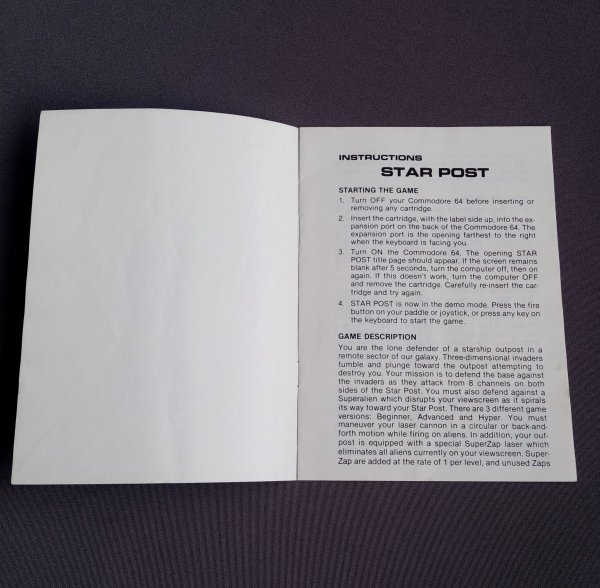 INSTRUCTIONS
STAR POST
STARTING THE GAME
1. Turn OFF your Commodore 64 before inserting or
removing any cartridge.
2. Insert the cartridge, with the label side up, into the ex-
pansion port on the back of the Commodore 64. The
expansion port is the opening farthest to the right
when the keyboard is facing you.
3. Turn ON the Commodore 64. The opening STAR
POST title page should appear. If the screen remains
blank after 5 seconds, turn the computer off, then on
again. If this doesn't work, turn the computer OFF
and remove the cartridge. Carefully re-insert the car-
tridge and try again.
4. STAR POST is now in the demo mode. Press the fire
button on your paddle or joystick, or press any key on
the keyboard to start the game.
GAME DESCRIPTION
You are the lone defender of a starship outpost in a
remote sector of our galaxy. Three-dimensional invaders
tumble and plunge toward the outpost attempting to
destroy you. Your mission is to defend the base against
the invaders as they attack from 8 channels on both
sides of the Star Post. You must also defend against a
Superalien which disrupts your viewscreen as it spirals
its way toward your Star Post. There are 3 different game
versions: Beginner, Advanced and Hyper. You must
maneuver your laser cannon in a circular or back-and-
forth motion while firing on aliens. In addition, your out-
post is equipped with a special SuperZap laser which
eliminates all aliens currently on your viewscreen. Super-
Zap are added at the rate of 1 per level, and unused Zaps